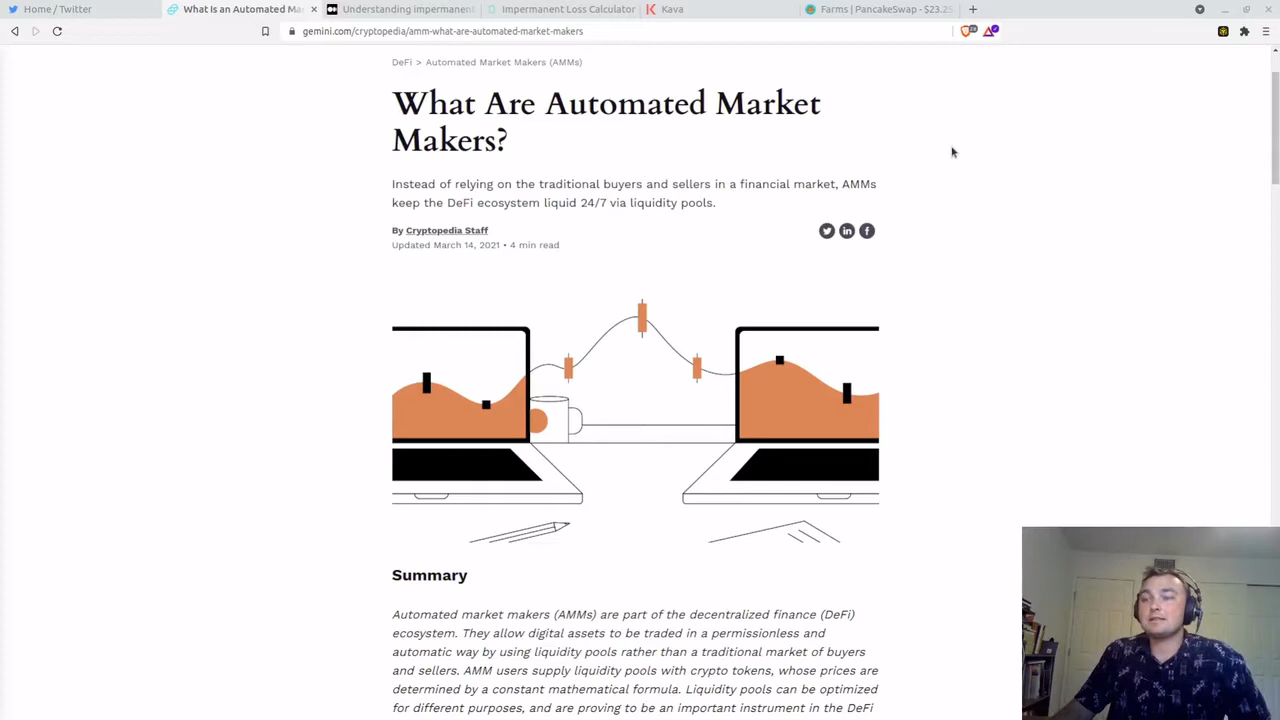 Home / Twitter
What Is an Automated Ma
Understanding impermanent
Impermanent Loss Calculator
Kava
Farms | PancakeSwap - $23.25
gemini.com/cryptopedia/amm-what-are-automated-market-makers
DeFi > Automated Market Makers (AMMs)
What Are Automated Market
Makers?
Instead of relying on the traditional buyers and sellers in a financial market, AMMs
keep the DeFi ecosystem liquid 24/7 via liquidity pools.
By Cryptopedia Staff
Updated March 14, 2021 • 4 min read
Summary
Automated market makers (AMMs) are part of the decentralized finance (DeFi)
ecosystem. They allow digital assets to be traded in a permissionless and
automatic way by using liquidity pools rather than a traditional market of buyers
and sellers. AMM users supply liquidity pools with crypto tokens, whose prices are
determined by a constant mathematical formula. Liquidity pools can be optimized
for different purposes, and are proving to be an important instrument in the DeFi